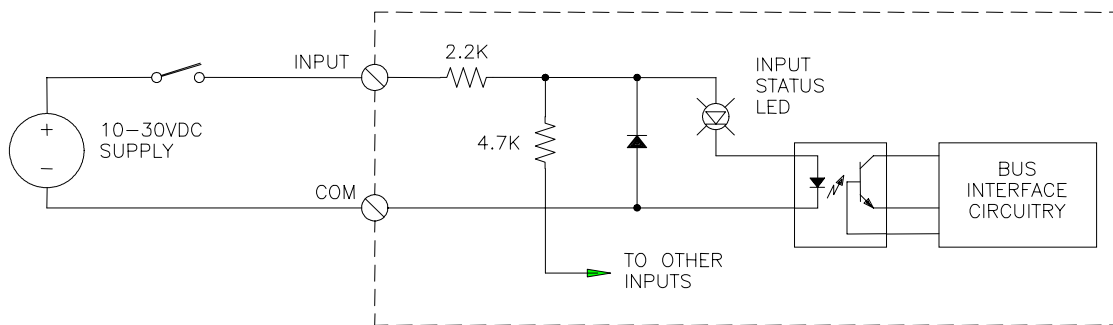 INPUT
2.2K
INPUT
STATUS
LED
+
10–30VDC
SUPPLY
–
4.7K
COM
BUS
INTERFACE
CIRCUITRY
TO OTHER
INPUTS